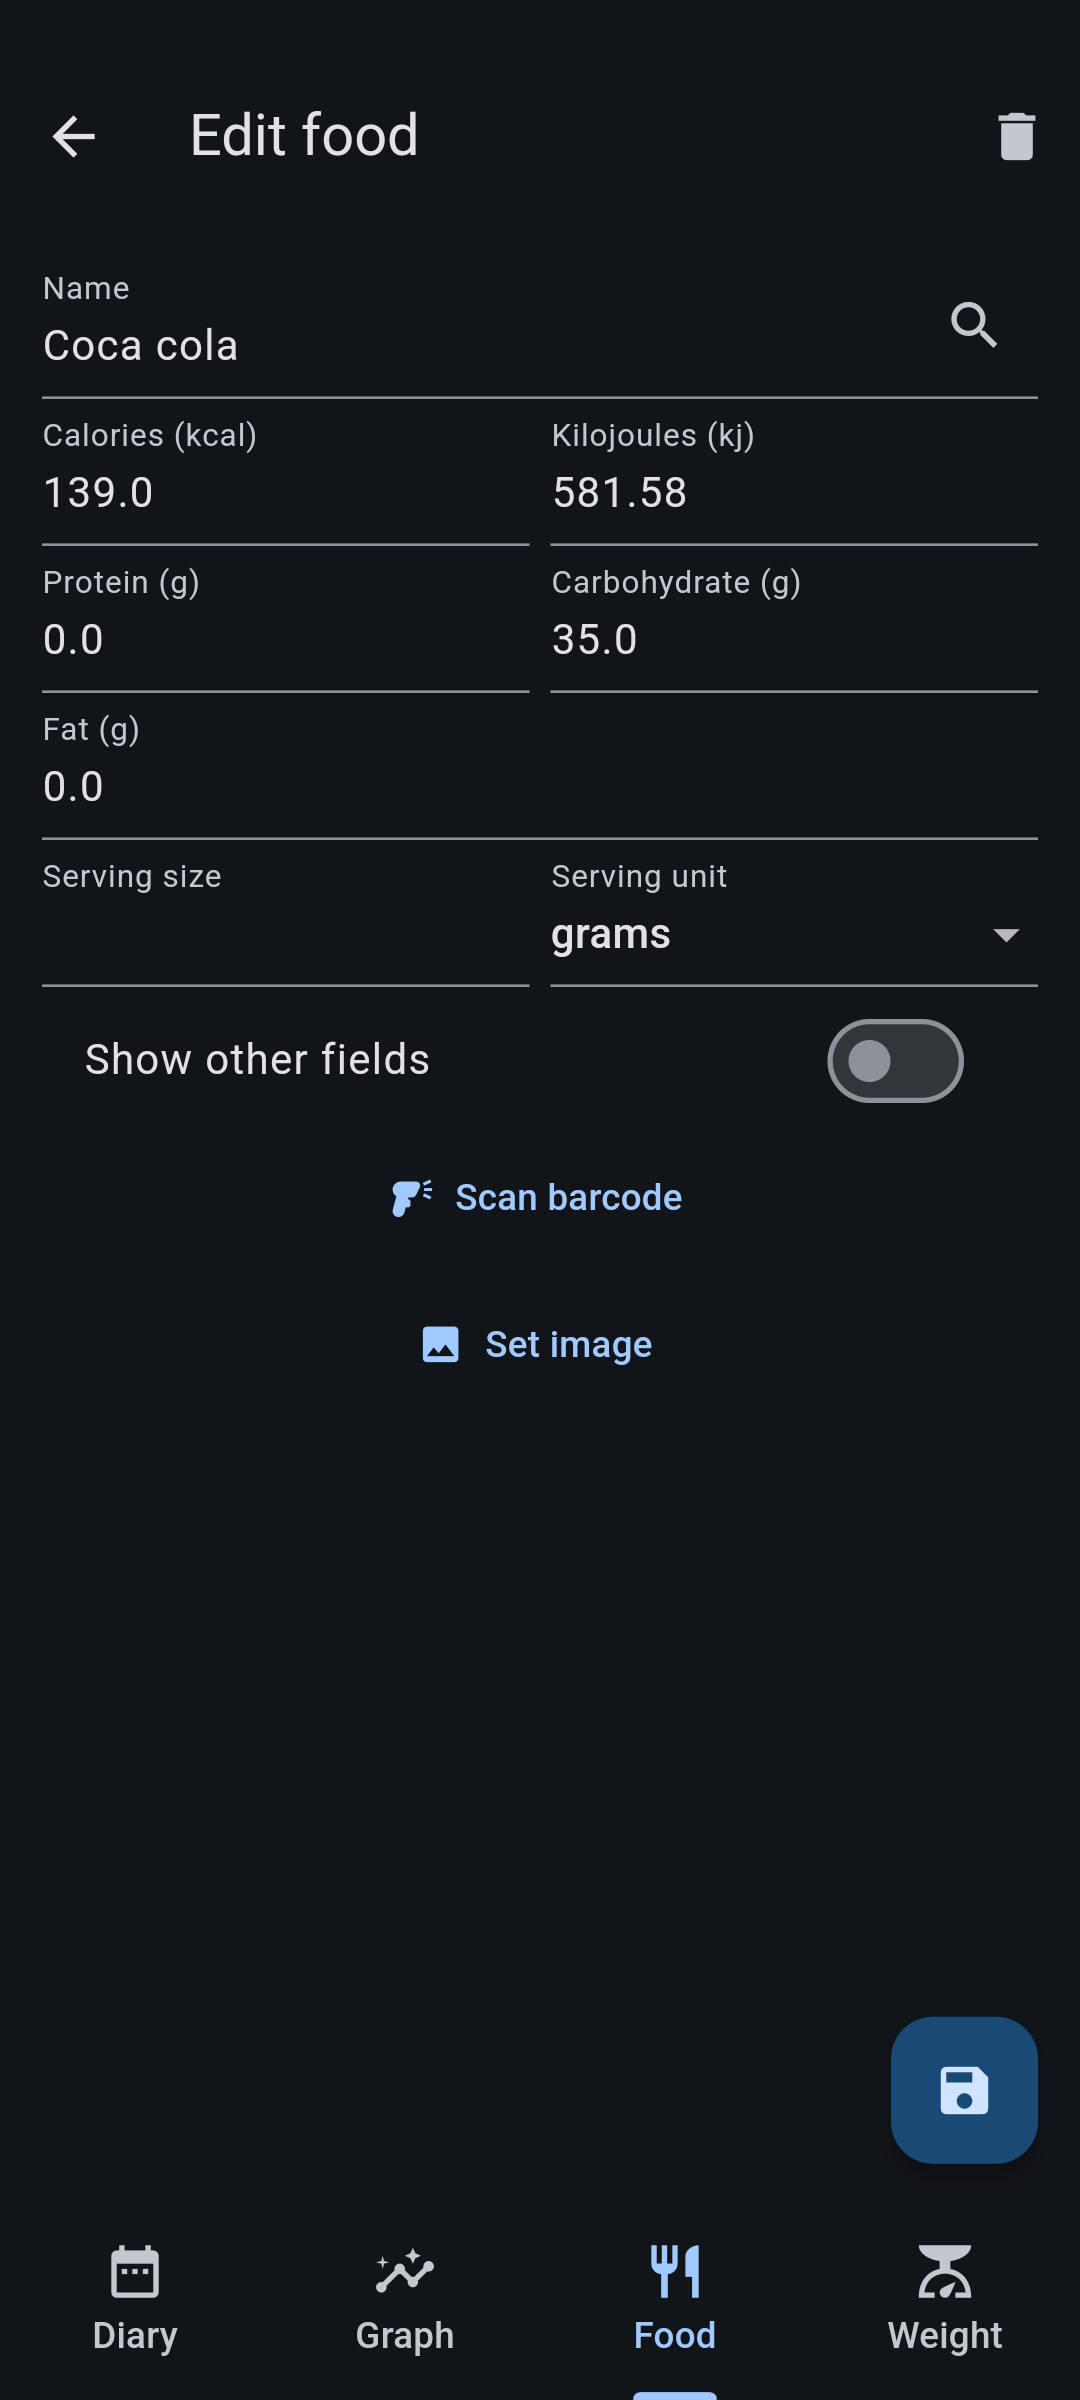 Edit food
Name
Coca cola
Calories (kcal)
Kilojoules (kj)
139.0
581.58
Protein (g)
Carbohydrate (g)
0.0
35.0
Fat (g)
0.0
Serving size
Serving unit
grams
Show other fields
Scan barcode
Set image
Diary
Graph
Food
Weight